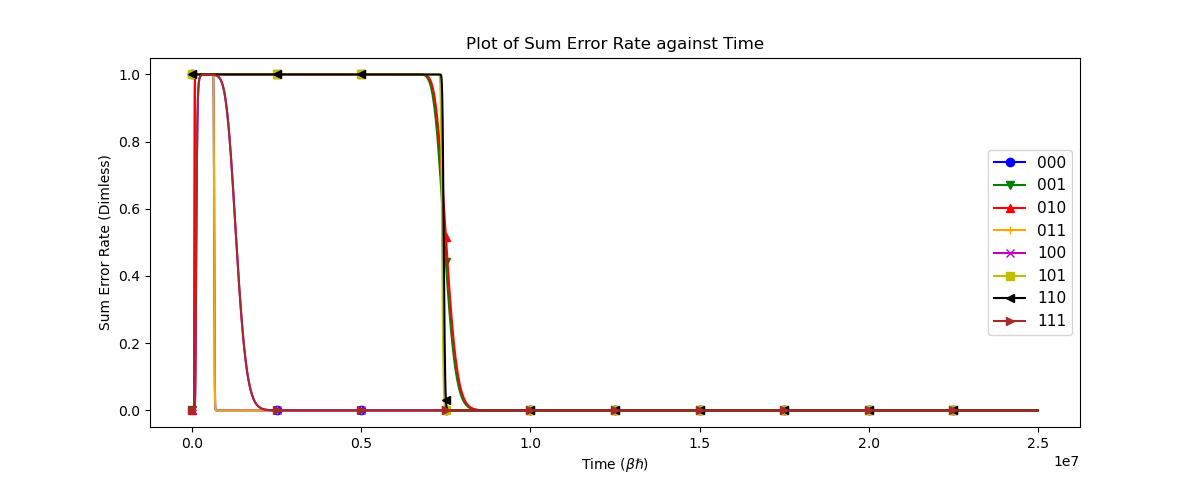 Plot of Sum Error Rate against Time
Sum Error Rate (Dimless)
1.0
0.8
0.6
0.4
0.2
0.0
0.0 0.5 1.0 1.5 2.0 2.5
1e7
Time (βℏ)
000
001
010
011
100
101
110
111